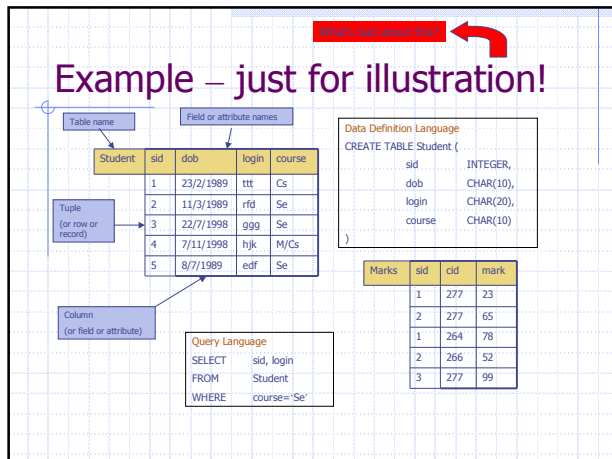 What's bad about this?
Example – just for illustration!
Table name
Field or attribute names
Student sid dob login course
1 23/2/1989 ttt Cs
2 11/3/1989 rfd Se
3 22/7/1998 ggg Se
4 7/11/1998 hjk M/Cs
5 8/7/1989 edf Se
Tuple
(or row or
record)
Column
(or field or attribute)
Data Definition Language
CREATE TABLE Student (
sid INTEGER,
dob CHAR(10),
login CHAR(20),
course CHAR(10)
)
Marks sid cid mark
1 277 23
2 277 65
1 264 78
2 266 52
3 277 99
Query Language
SELECT sid, login
FROM Student
WHERE course=‘Se’